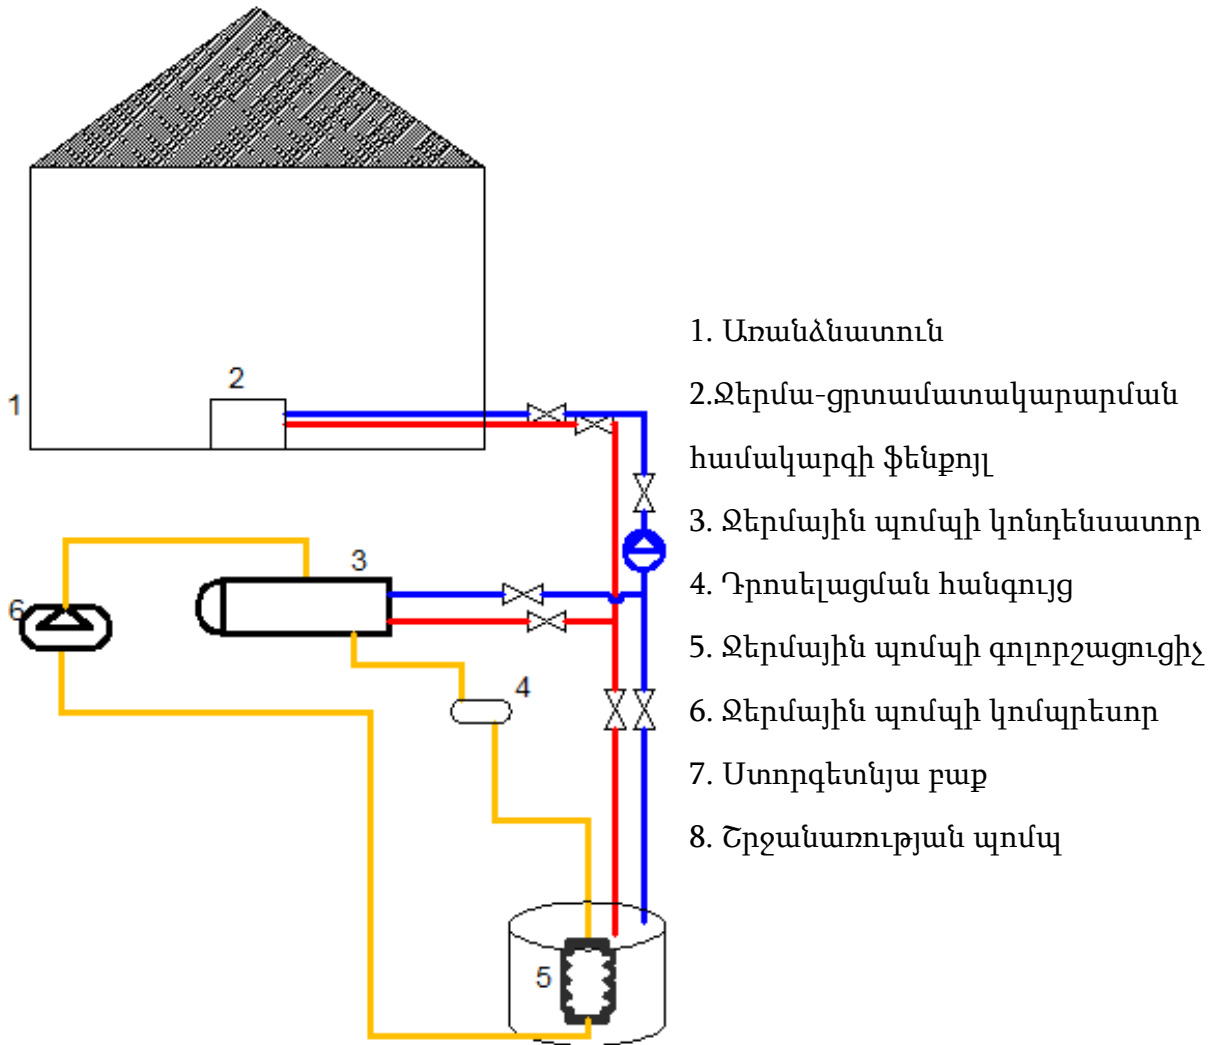 2
1
1. Առանձնատուն
2.Ջերմա-ցրտամատակարարման
համակարգի ֆենքոյլ
3. Ջերմային պոմպի կոնդենսատոր
3
4. Դրոսելացման հանգույց
6
5. Ջերմային պոմպի գոլորշացուցիչ
4
6. Ջերմային պոմպի կոմպրեսոր
7. Ստորգետնյա բաք
8. Շրջանառության պոմպ
5